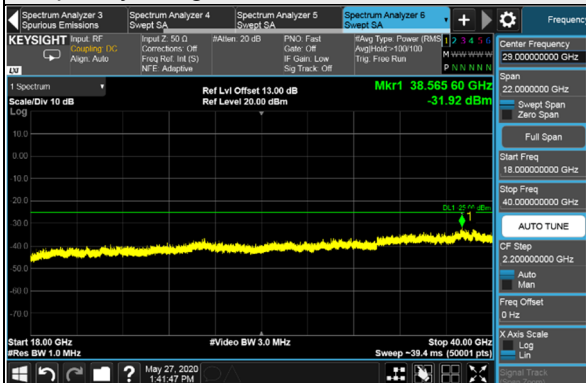 Spectrum Analyzer 3
Spurious Emissions
Spectrum Analyzer 4
Swept SA
Spectrum Analyzer 5
Swept SA
Spectrum Analyzer 6
Swept SA
Frequency
KEYSIGHT
Input: RF
Coupling: DC
Align: Auto
Input Z: 50 Ω
Corrections: Off
Freq Ref: Int (S)
NFE: Adaptive
#Atten: 20 dB
PNO: Fast
Gate: Off
IF Gain: Low
Sig Track: Off
#Avg Type: Power (RMS
Avg|Hold>100/100
Trig: Free Run
1 2 3 4 5 6
M W W W W W
P N N N N N
LU
1 Spectrum
Scale/Div 10 dB
Log
Ref Lvl Offset 13.00 dB
Ref Level 20.00 dBm
Mkr1 38.565 60 GHz
-31.92 dBm
10.0
0.00
-10.0
-20.0
-30.0
-40.0
-50.0
-60.0
-70.0
DL1 -25.00 dBm
1
Start 18.00 GHz
#Res BW 1.0 MHz
#Video BW 3.0 MHz
Stop 40.00 GHz
Sweep ~39.4 ms (50001 pts)
Center Frequency
29.000000000 GHz
Span
22.0000000 GHz
Swept Span
Zero Span
Full Span
Start Freq
18.000000000 GHz
Stop Freq
40.000000000 GHz
AUTO TUNE
CF Step
2.200000000 GHz
Auto
Man
Freq Offset
0 Hz
X Axis Scale
Log
Lin
Signal Track
?
May 27, 2020
1:41:47 PM